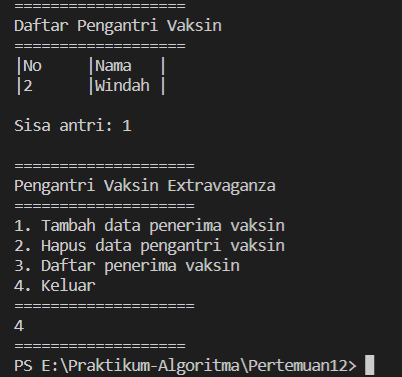 ===================
Daftar Pengantri Vaksin
===================
|No |Nama |
|2 |Windah |
Sisa antri: 1
====================
Pengantri Vaksin Extravaganza
====================
1. Tambah data penerima vaksin
2. Hapus data pengantri vaksin
3. Daftar penerima vaksin
4. Keluar
====================
4
===================
PS E:\Praktikum-Algoritma\Pertemuan12>